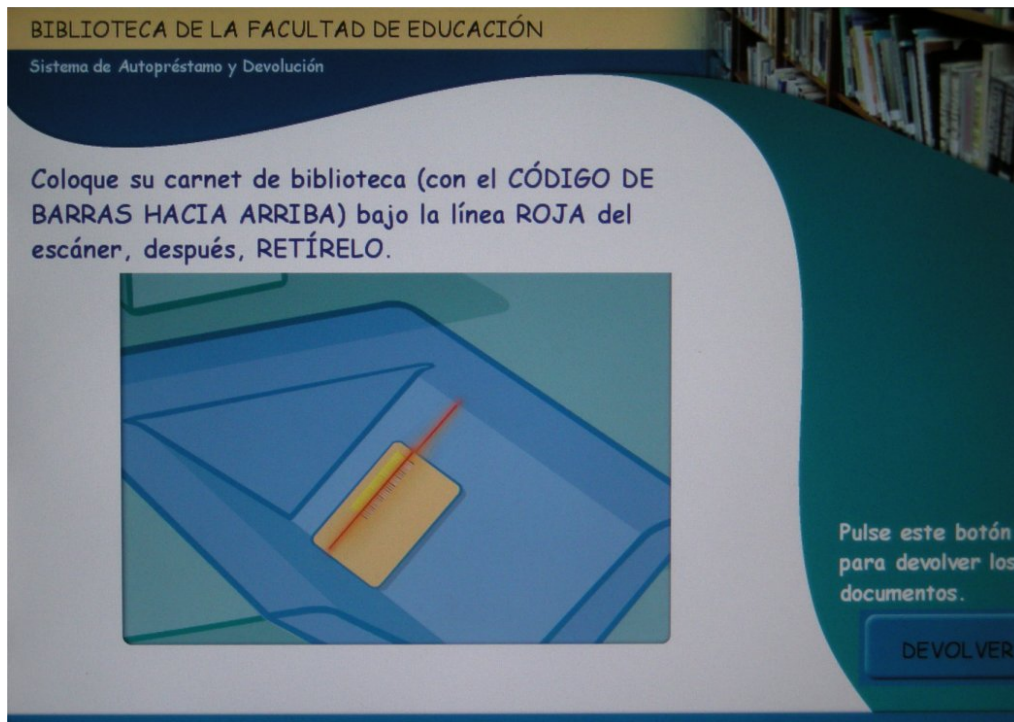 BIBLIOTECA DE LA FACULTAD DE EDUCACIÓN
Sistema de Autopréstamo y Devolución
Coloque su carnet de biblioteca (con el CÓDIGO DE
BARRAS HACIA ARRIBA) bajo la línea ROJA del
escáner, después, RETÍRELO.
Pulse este botón
para devolver los
documentos.
DEVOLVER